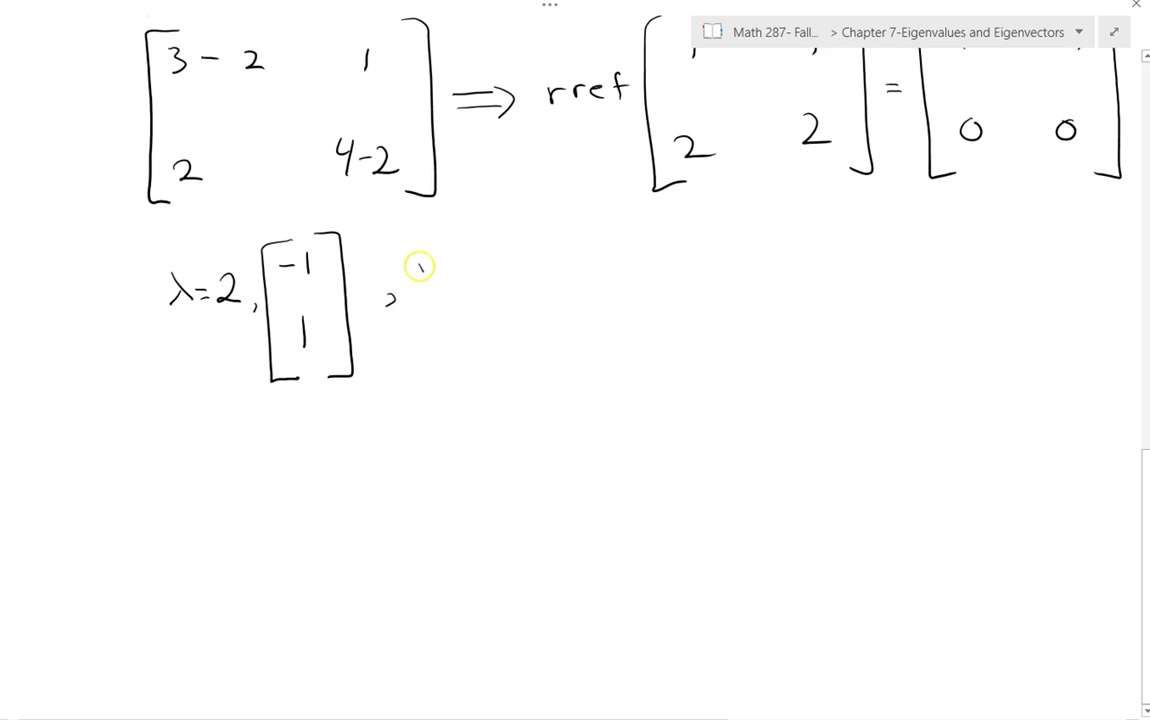 Math 287- Fall... > Chapter 7-Eigenvalues and Eigenvectors
3 - 2 1
2 4-2
⟹ rref
2 2
=
0 0
λ=2, -1
1
,